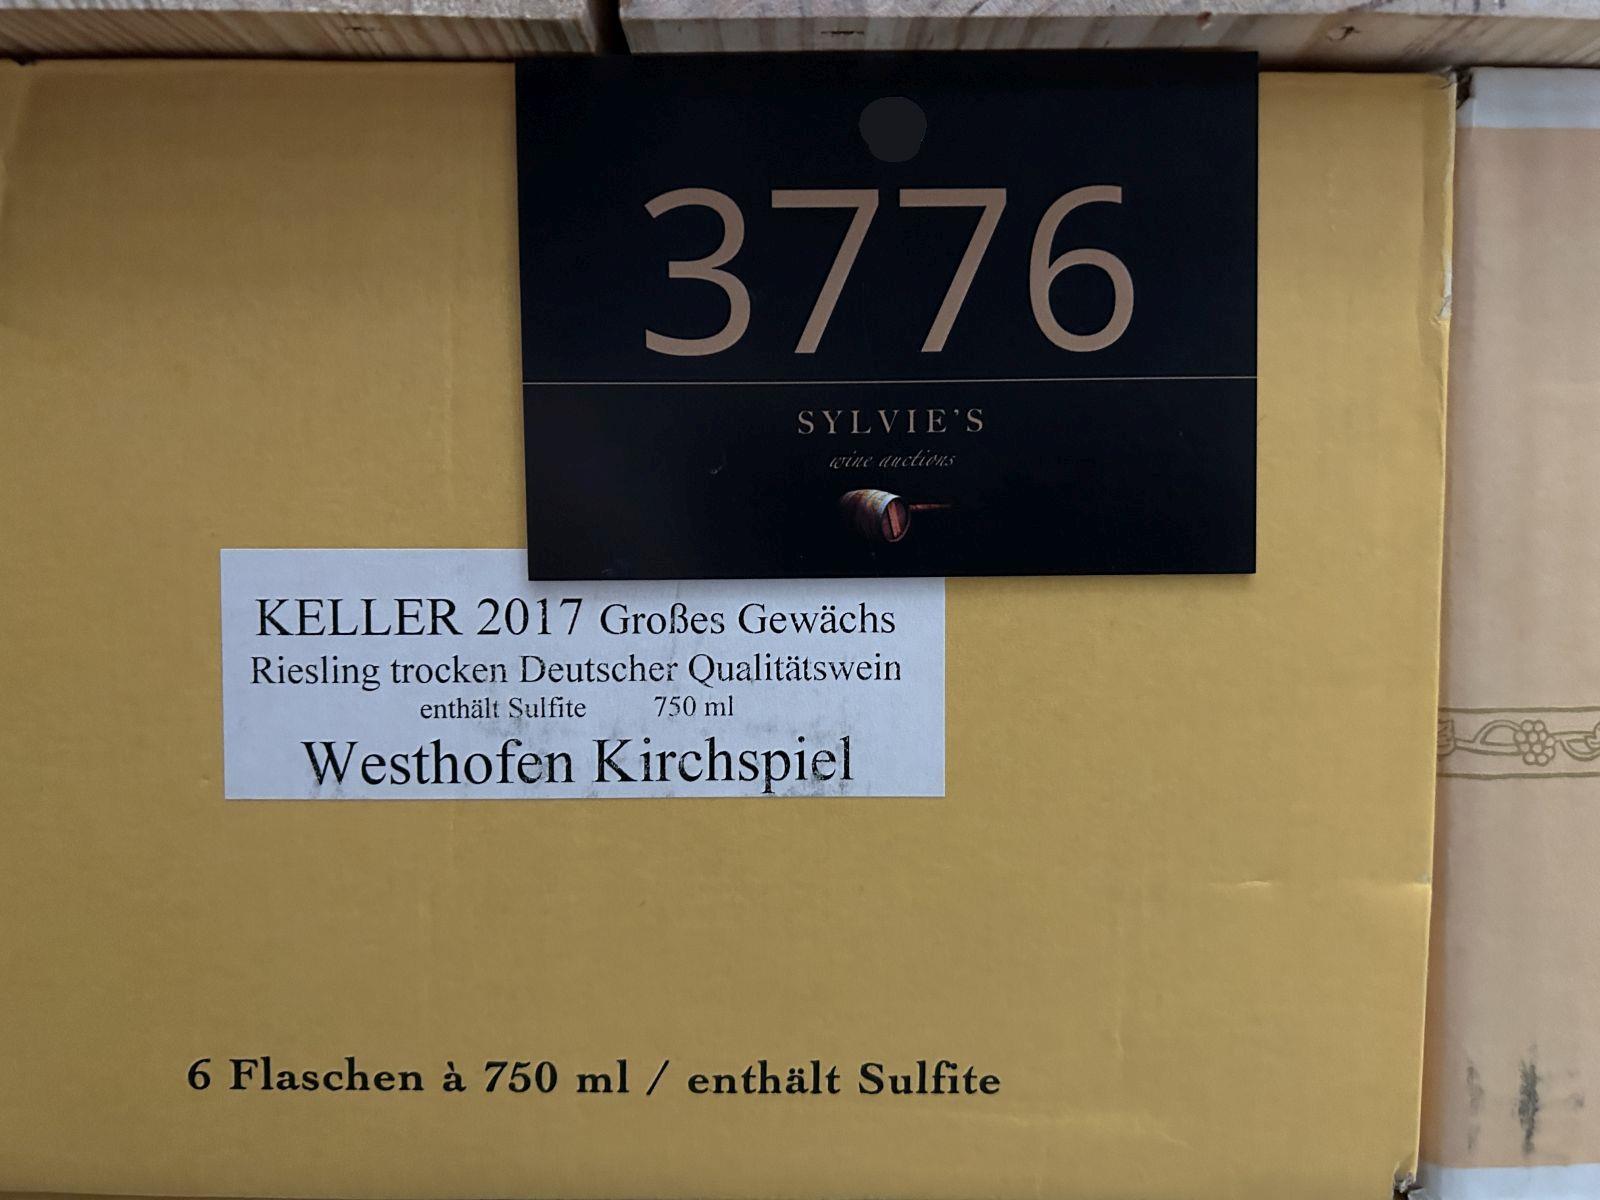 3776
SYLVIE'S
wine auctions
KELLER 2017 Großes Gewächs
Riesling trocken Deutscher Qualitätswein
enthält Sulfite 750 ml
Westhofen Kirchspiel
6 Flaschen à 750 ml / enthält Sulfite